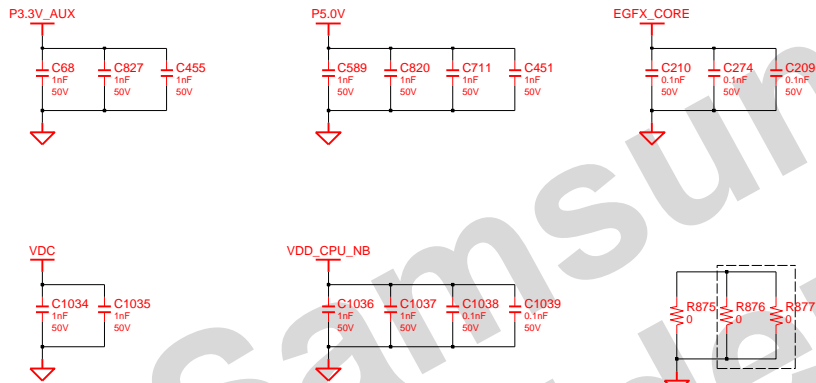 P3.3V_AUX
P5.0V
EGFX_CORE
C68
1nF
50V
C827
1nF
50V
C455
1nF
50V
C589
1nF
50V
C820
1nF
50V
C711
1nF
50V
C451
1nF
50V
C210
0.1nF
50V
C274
0.1nF
50V
C209
0.1nF
50V
VDC
VDD_CPU_NB
C1034
1nF
50V
C1035
1nF
50V
C1036
1nF
50V
C1037
1nF
50V
C1038
0.1nF
50V
C1039
0.1nF
50V
R875
0
R876
0
R877
0
Samsun